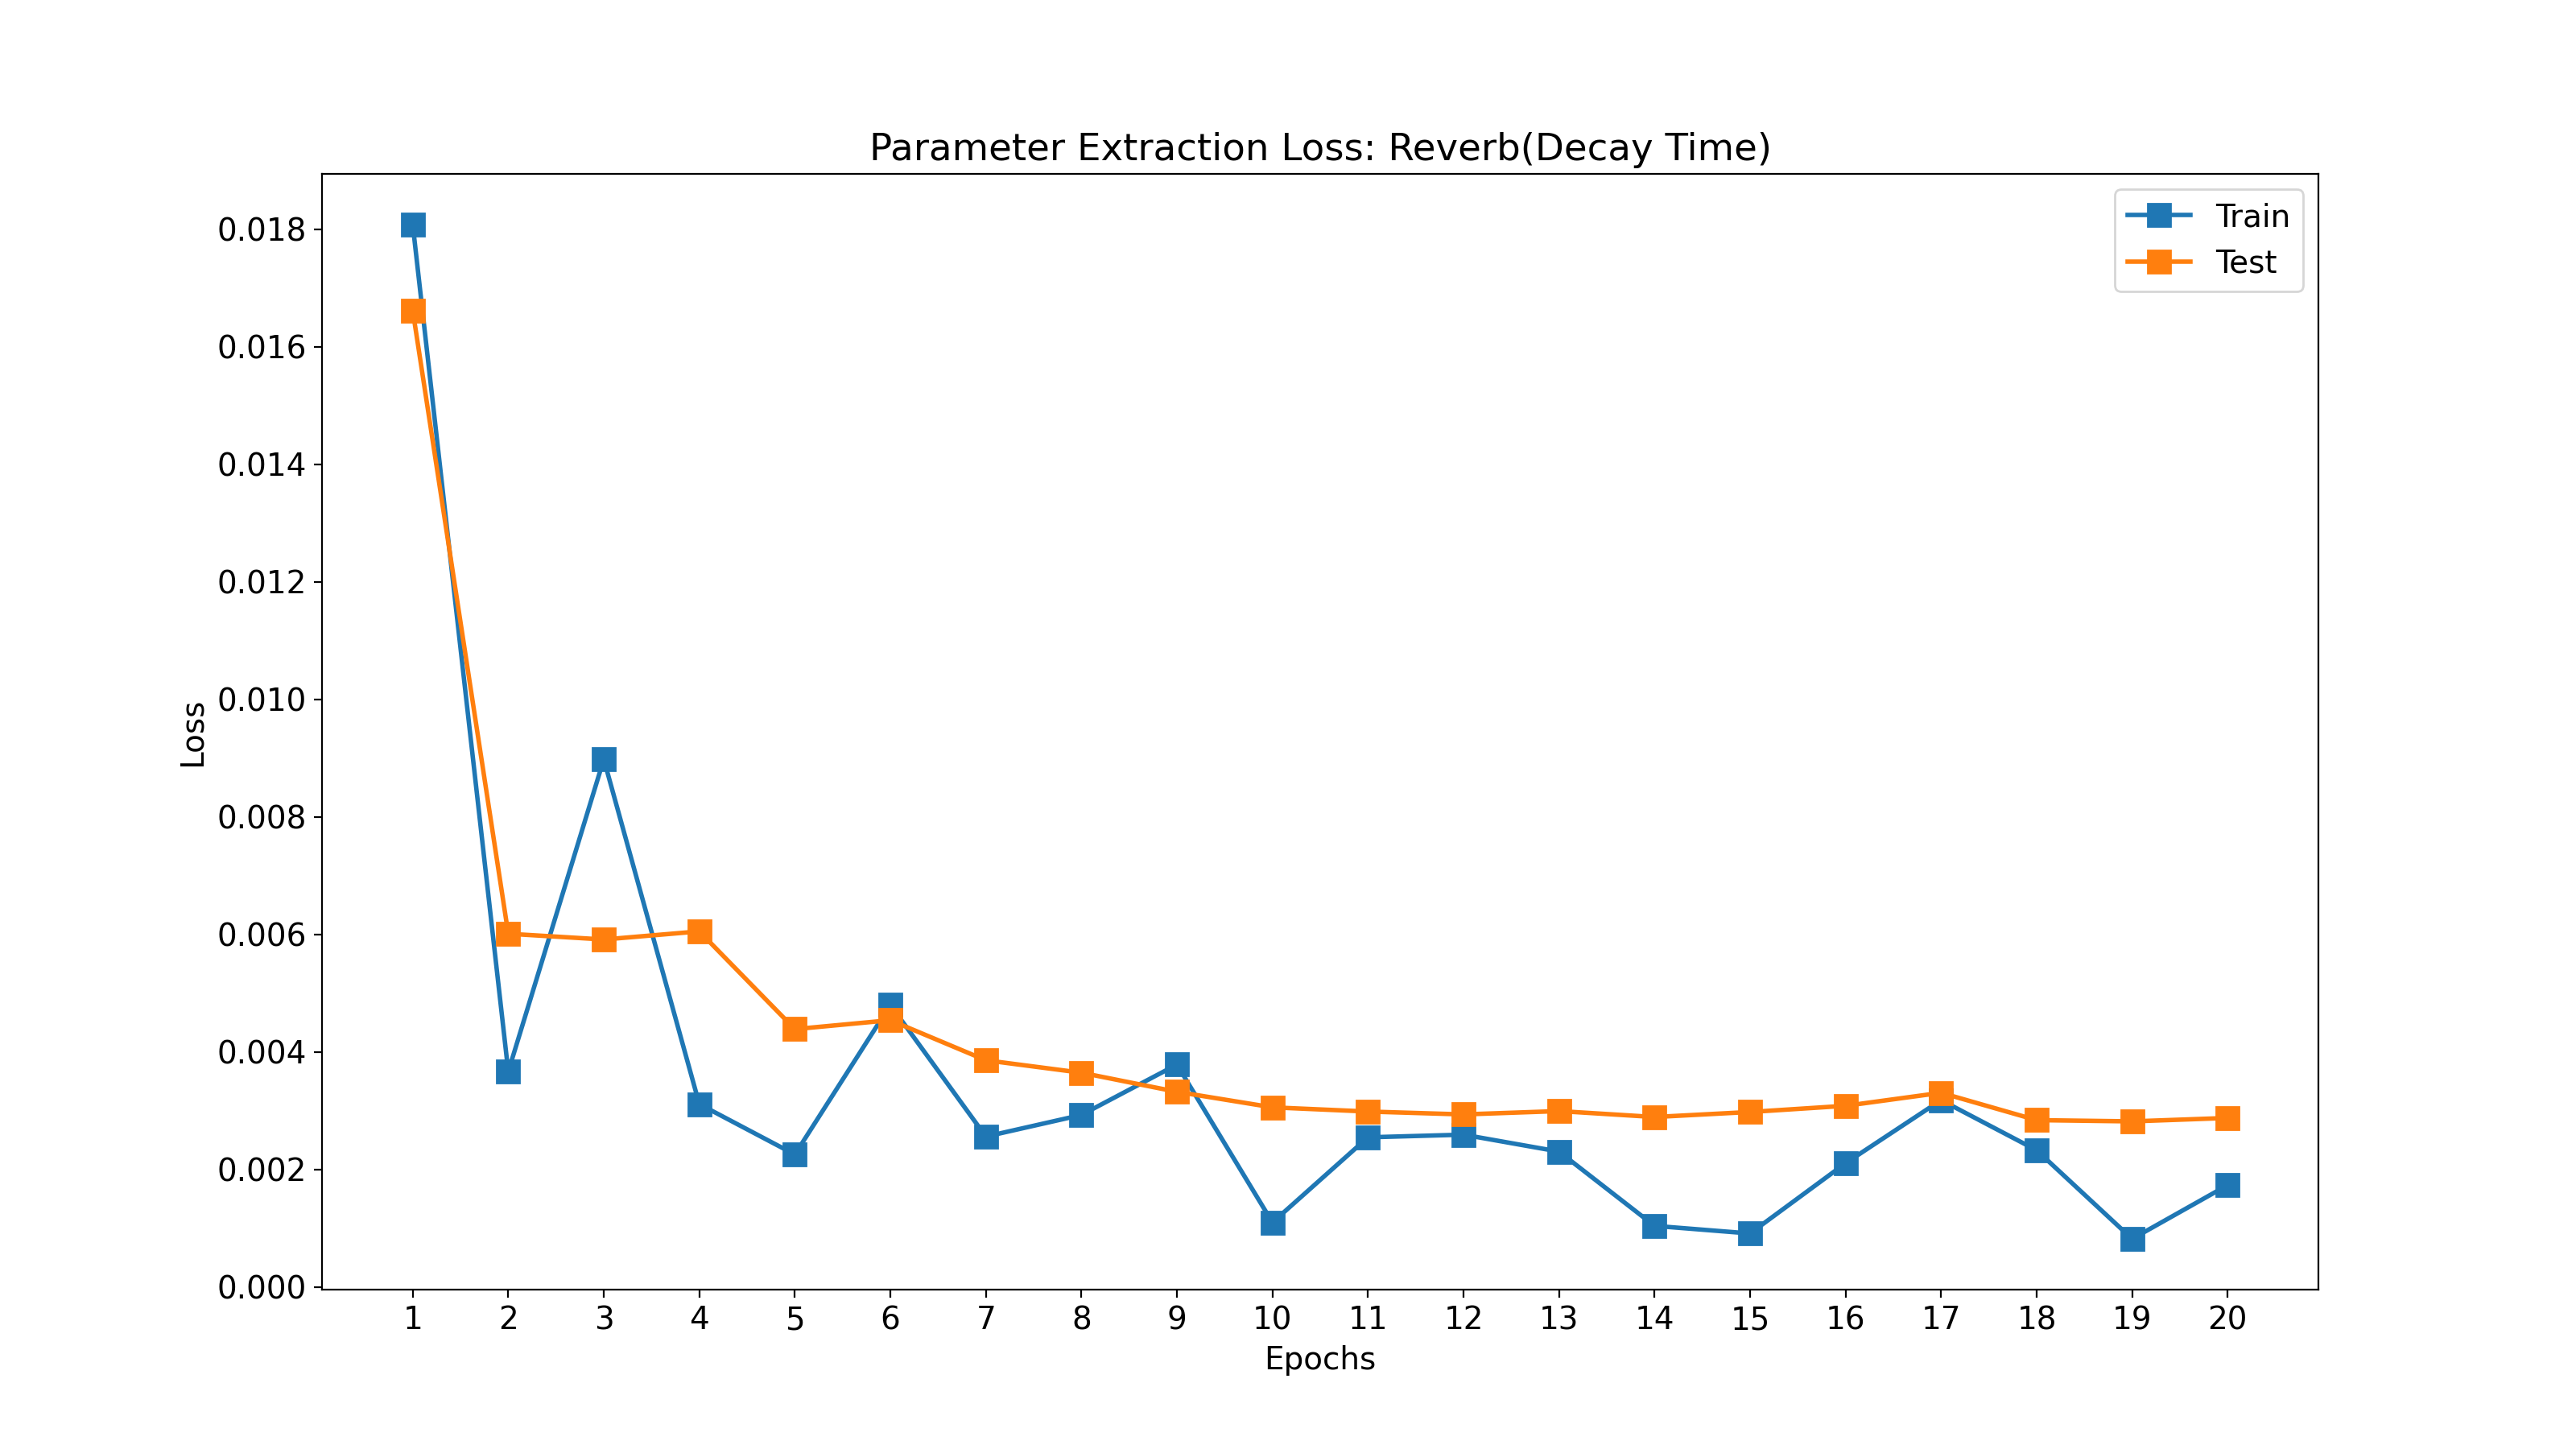 Parameter Extraction Loss: Reverb(Decay Time)
Train
Test
0.018
0.016
0.014
0.012
0.010
0.008
0.006
0.004
0.002
0.000
Loss
1 2 3 4 5 6 7 8 9 10 11 12 13 14 15 16 17 18 19 20
Epochs